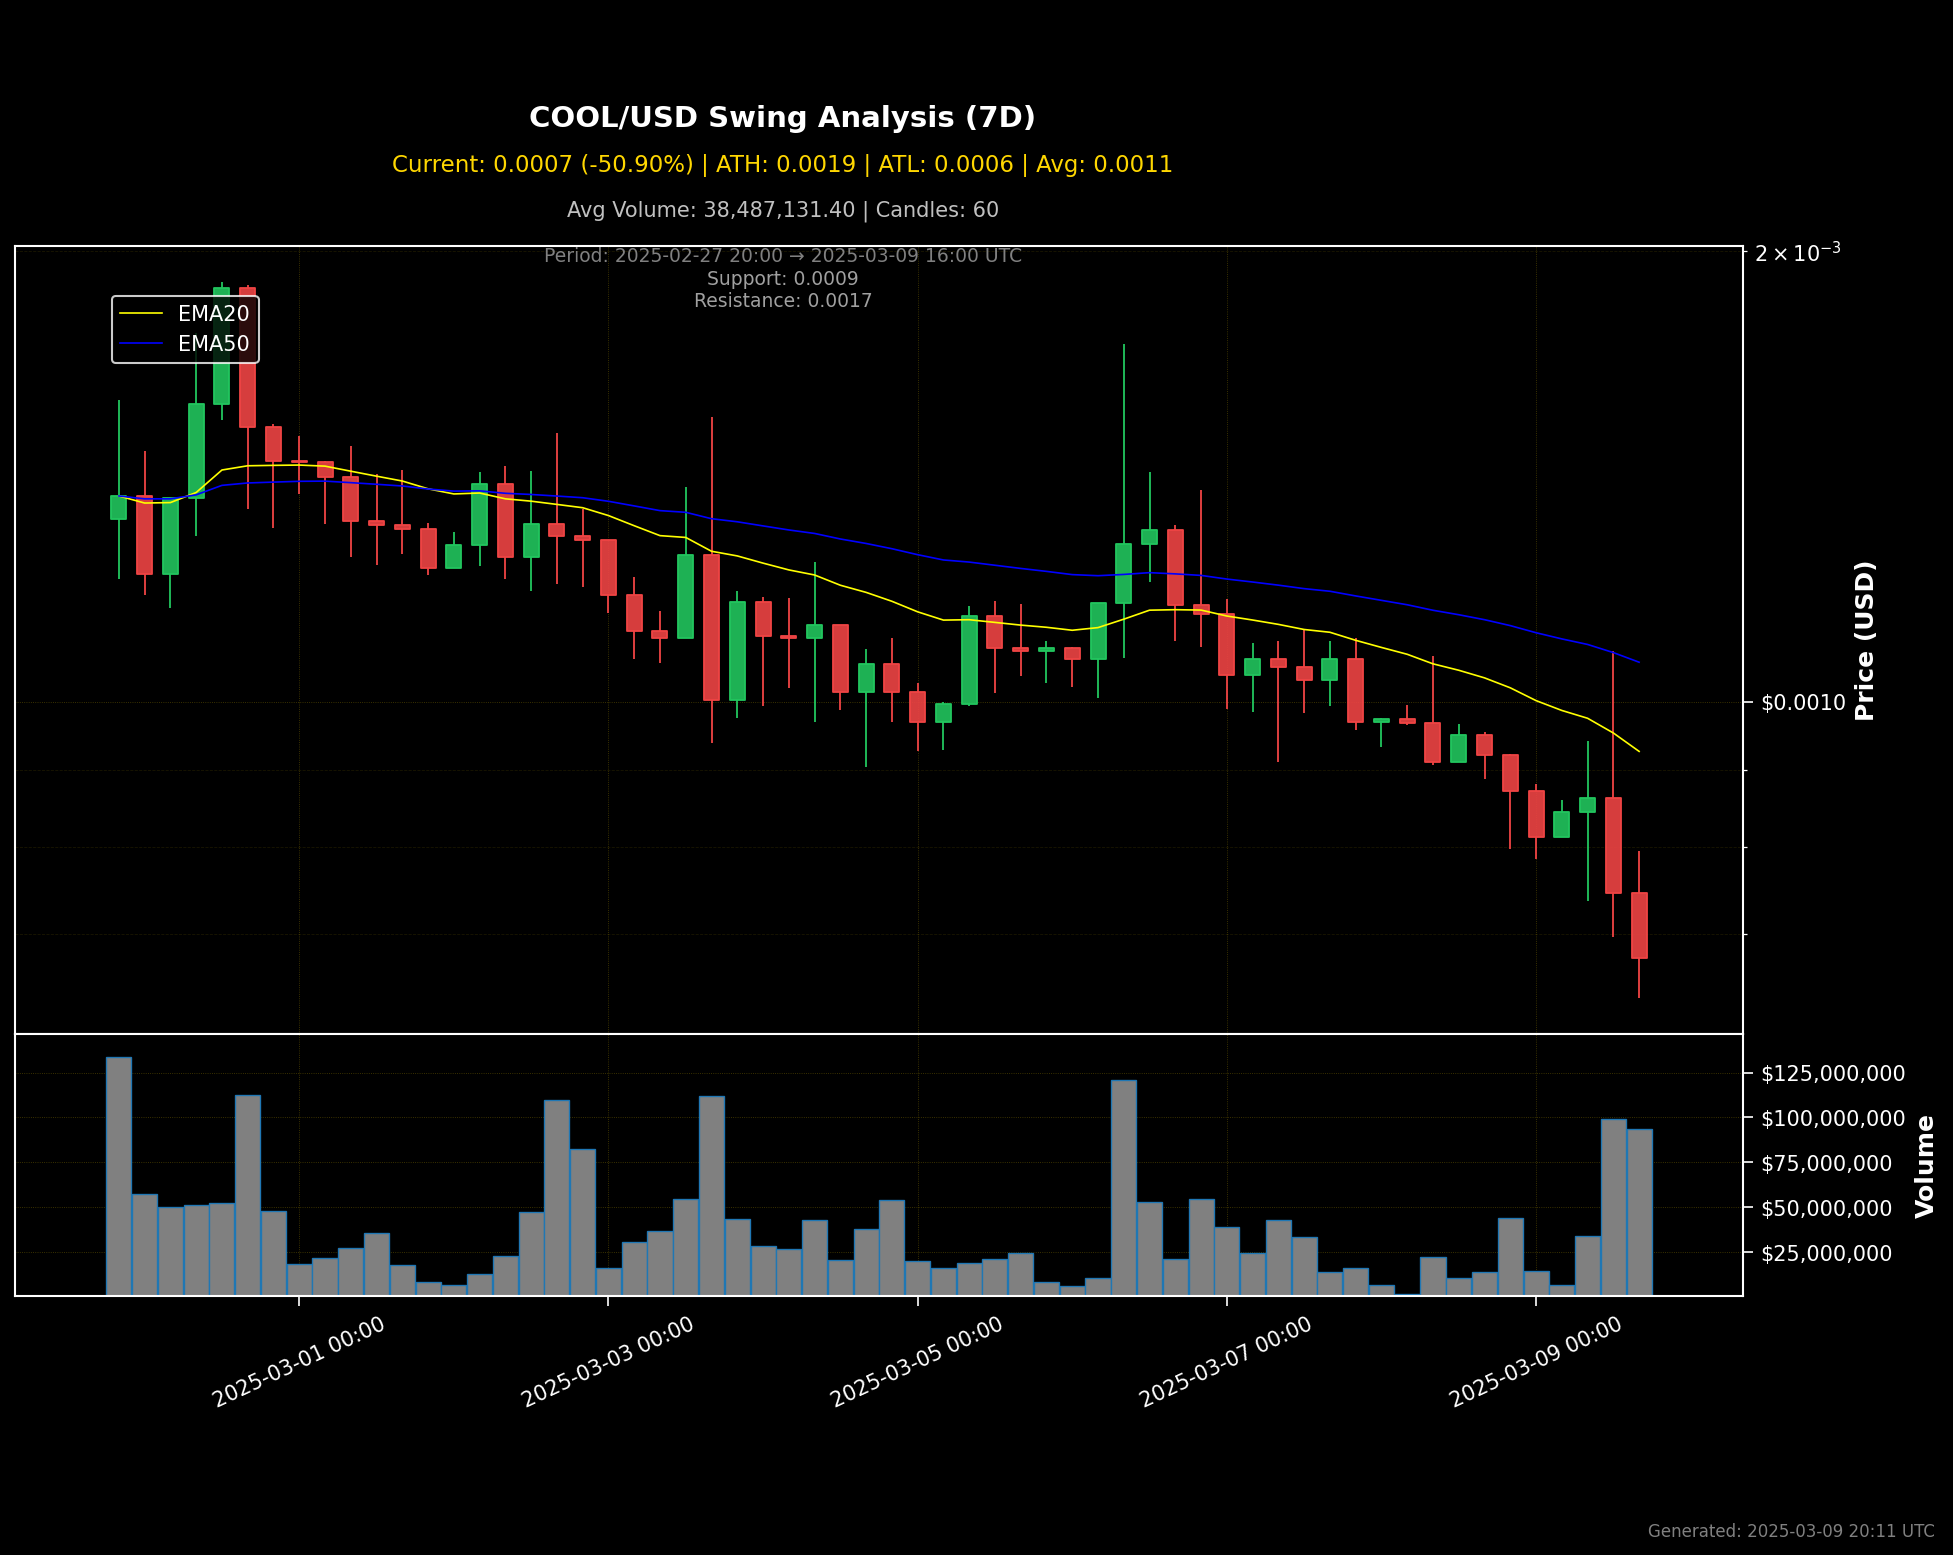 COOL/USD Swing Analysis (7D)
Current: 0.0007 (-50.90%) | ATH: 0.0019 | ATL: 0.0006 | Avg: 0.0011
Avg Volume: 38,487,131.40 | Candles: 60
Period: 2025-02-27 20:00 → 2025-03-09 16:00 UTC
Support: 0.0009
Resistance: 0.0017
EMA20
EMA50
2 × 10⁻³
$0.0010
Price (USD)
$125,000,000
$100,000,000
$75,000,000
$50,000,000
$25,000,000
Volume
2025-03-01 00:00
2025-03-03 00:00
2025-03-05 00:00
2025-03-07 00:00
2025-03-09 00:00
Generated: 2025-03-09 20:11 UTC